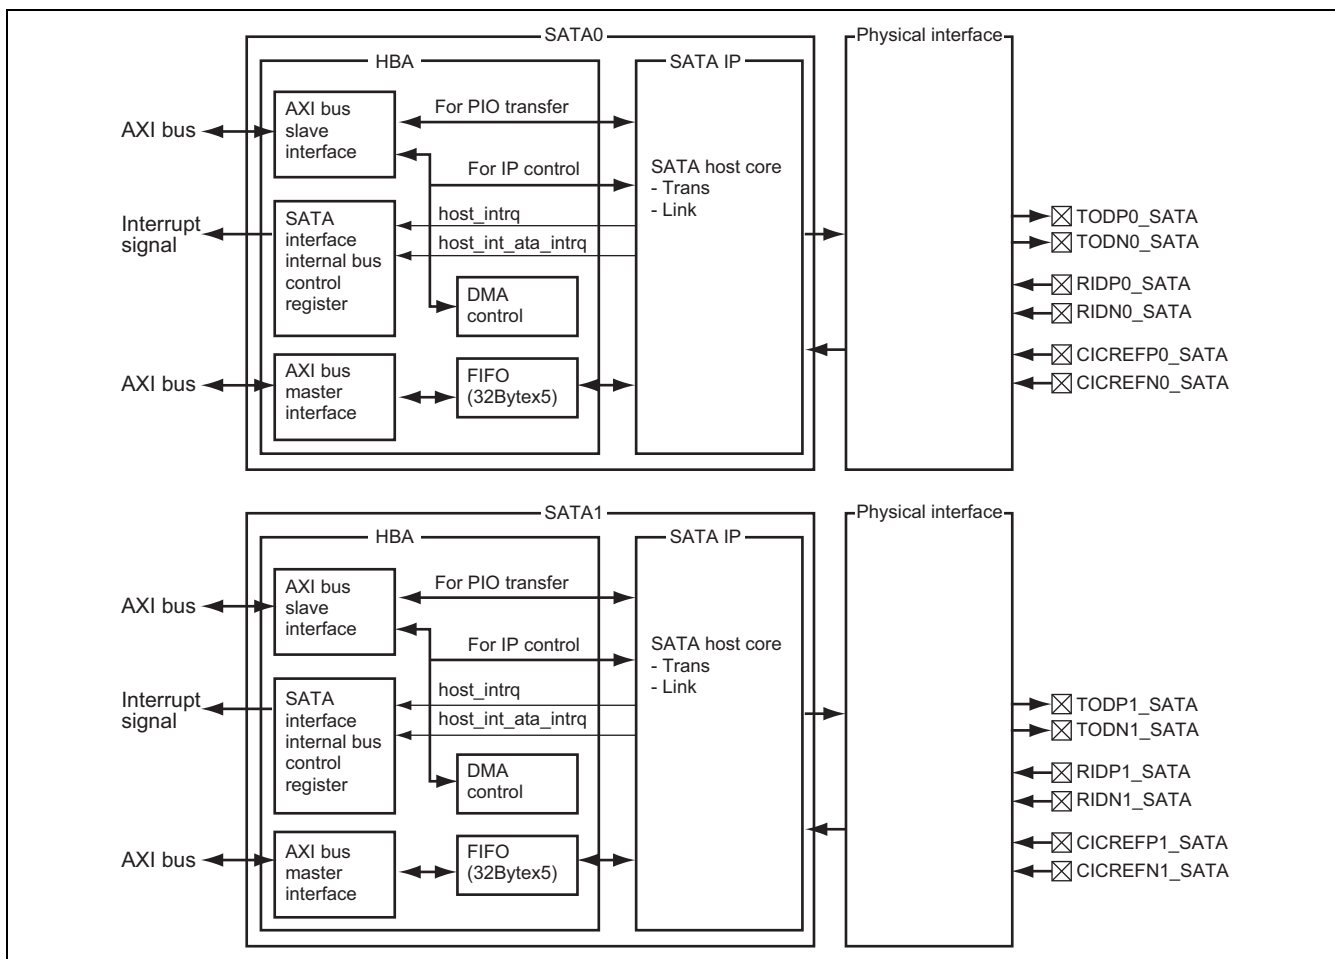 SATA0
Physical interface
HBA
SATA IP
AXI bus
AXI bus
slave
interface
For PIO transfer
For IP control
SATA host core
- Trans
- Link
Interrupt
signal
SATA
interface
internal bus
control
register
host_intrq
host_int_ata_intrq
DMA
control
AXI bus
AXI bus
master
interface
FIFO
(32Bytex5)
TODP0_SATA
TODN0_SATA
RIDP0_SATA
RIDN0_SATA
CICREFP0_SATA
CICREFN0_SATA
SATA1
Physical interface
HBA
SATA IP
AXI bus
AXI bus
slave
interface
For PIO transfer
For IP control
SATA host core
- Trans
- Link
Interrupt
signal
SATA
interface
internal bus
control
register
host_intrq
host_int_ata_intrq
DMA
control
AXI bus
AXI bus
master
interface
FIFO
(32Bytex5)
TODP1_SATA
TODN1_SATA
RIDP1_SATA
RIDN1_SATA
CICREFP1_SATA
CICREFN1_SATA